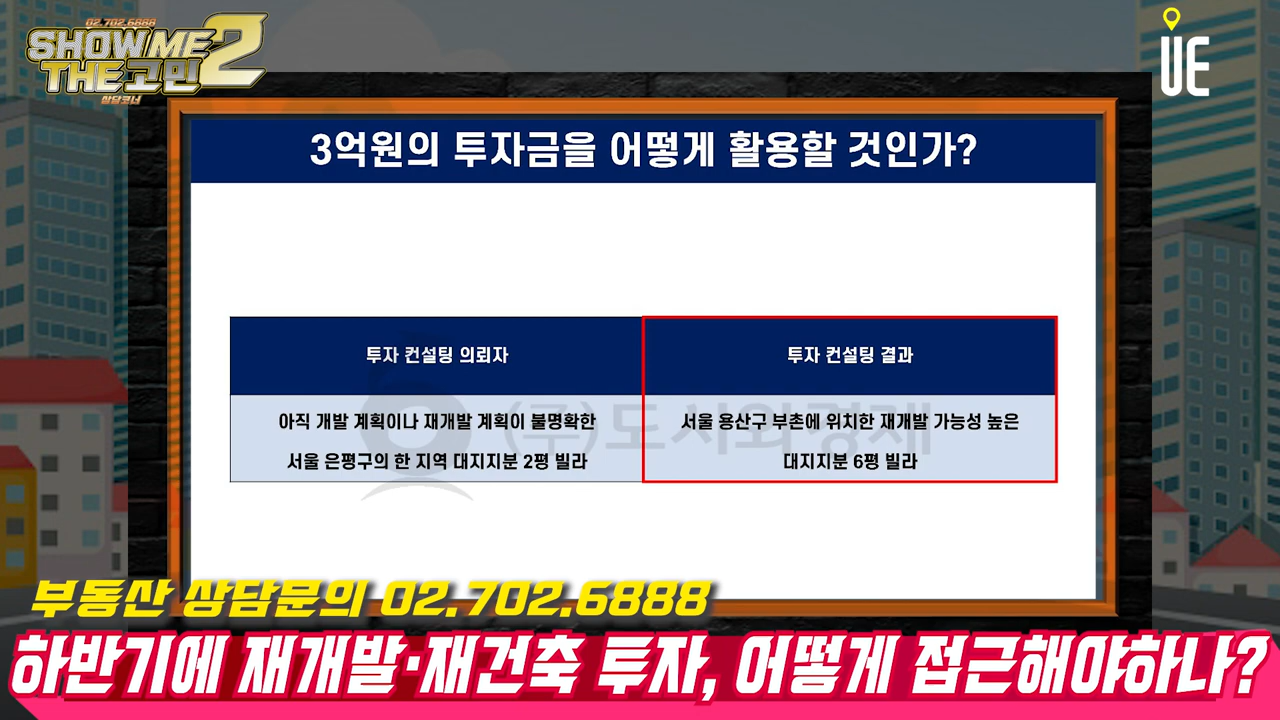 02.702.6888
SHOW ME 2
THE 고민
상담코너
UE
3억원의 투자금을 어떻게 활용할 것인가?
투자 컨설팅 의뢰자
투자 컨설팅 결과
아직 개발 계획이나 재개발 계획이 불명확한
서울 은평구의 한 지역 대지지분 2평 빌라
서울 용산구 부촌에 위치한 재개발 가능성 높은
대지지분 6평 빌라
(주)도시와경제
부동산 상담문의 02.702.6888
하반기에 재개발·재건축 투자, 어떻게 접근해야하나?